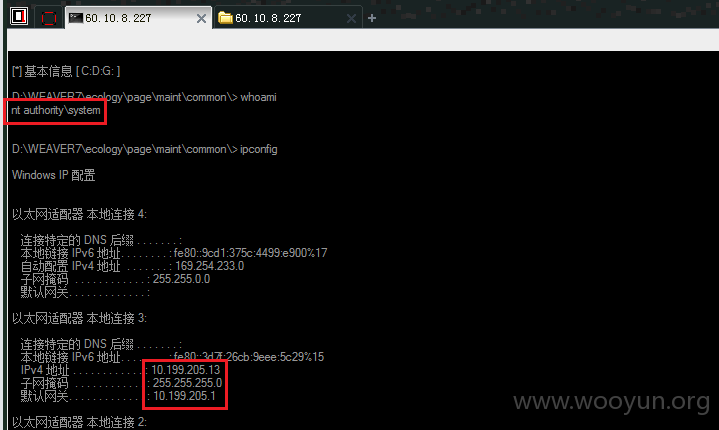 60. 10. 8. 227
60. 10. 8. 227
[*] 基本信息 [ C:D:G: ]
D:\WEAVER7\ecology\page\maint\common\> whoami
nt authority\system
D:\WEAVER7\ecology\page\maint\common\> ipconfig
Windows IP 配置
以太网适配器 本地连接 4:
连接特定的 DNS 后缀 . . . . . . . :
本地链接 IPv6 地址. . . . . . . . : fe80::9cd1:375c:4499:e900%17
自动配置 IPv4 地址 . . . . . . . : 169.254.233.0
子网掩码 . . . . . . . . . . . . : 255.255.0.0
默认网关. . . . . . . . . . . . . :
以太网适配器 本地连接 3:
连接特定的 DNS 后缀 . . . . . . . :
本地链接 IPv6 地址. . . . . . . . : fe80::3d7f:26cb:9eee:5c29%15
IPv4 地址 . . . . . . . . . . . . : 10.199.205.13
子网掩码 . . . . . . . . . . . . : 255.255.255.0
默认网关. . . . . . . . . . . . . : 10.199.205.1
www.wooyun.org
以太网适配器 本地连接 2: